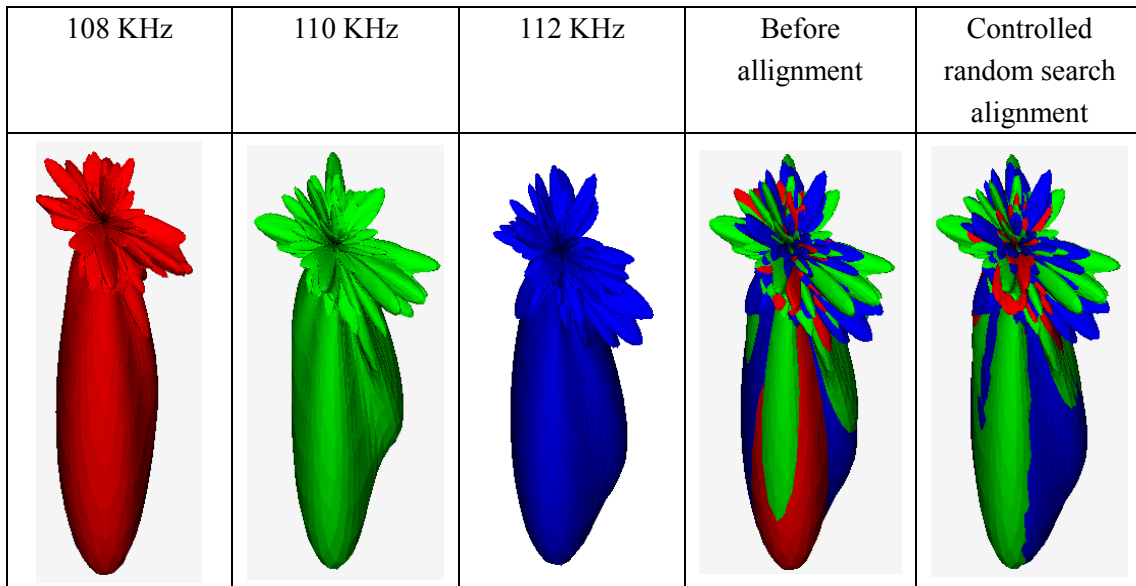 108 KHz
110 KHz
112 KHz
Before
allignment
Controlled
random search
alignment